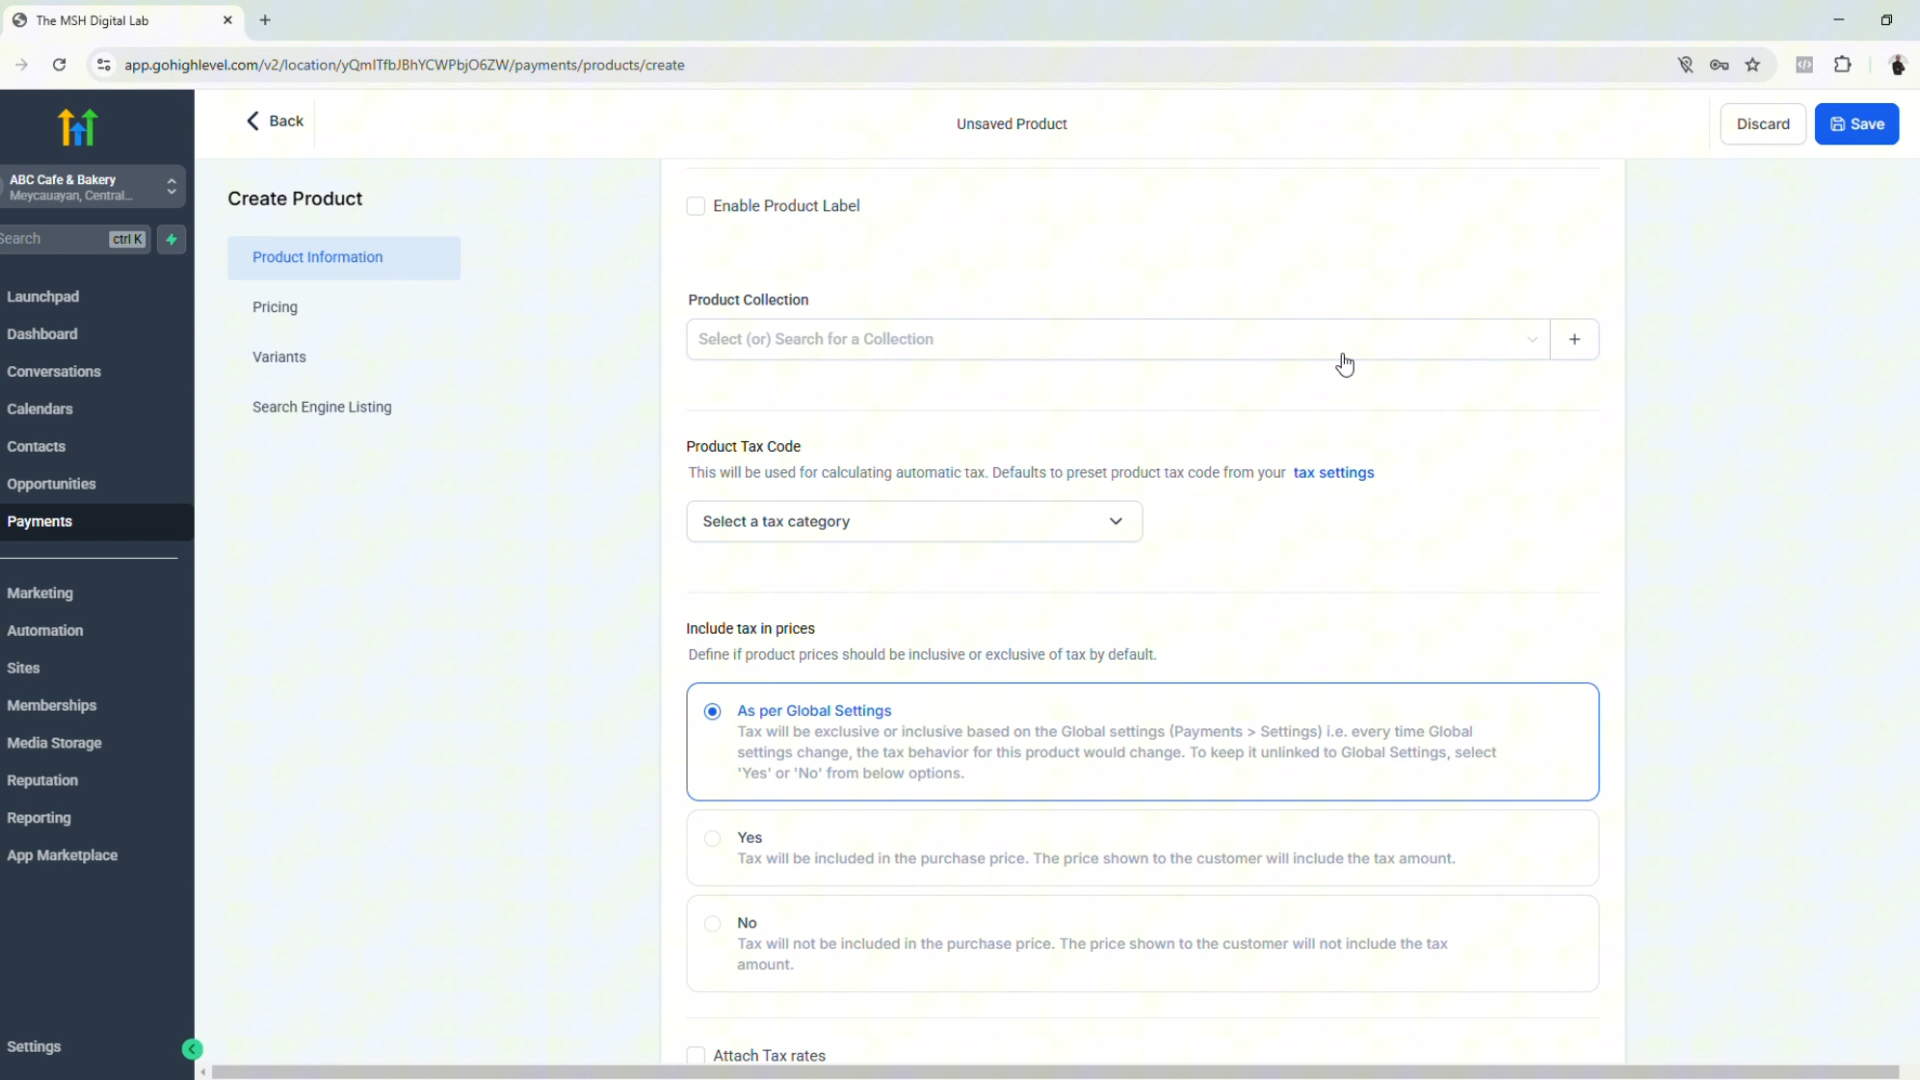 The MSH Digital Lab
app.gohighlevel.com/v2/location/yQmITfbJBhYCWPbjO6ZW/payments/products/create
Back
Unsaved Product
Discard
Save
ABC Cafe & Bakery
Meycauayan, Central...
Search
ctrl K
Launchpad
Dashboard
Conversations
Calendars
Contacts
Opportunities
Payments
Marketing
Automation
Sites
Memberships
Media Storage
Reputation
Reporting
App Marketplace
Settings
Create Product
Product Information
Pricing
Variants
Search Engine Listing
Enable Product Label
Product Collection
Select (or) Search for a Collection
Product Tax Code
This will be used for calculating automatic tax. Defaults to preset product tax code from your tax settings
Select a tax category
Include tax in prices
Define if product prices should be inclusive or exclusive of tax by default.
As per Global Settings
Tax will be exclusive or inclusive based on the Global settings (Payments > Settings) i.e. every time Global
settings change, the tax behavior for this product would change. To keep it unlinked to Global Settings, select
'Yes' or 'No' from below options.
Yes
Tax will be included in the purchase price. The price shown to the customer will include the tax amount.
No
Tax will not be included in the purchase price. The price shown to the customer will not include the tax
amount.
Attach Tax rates